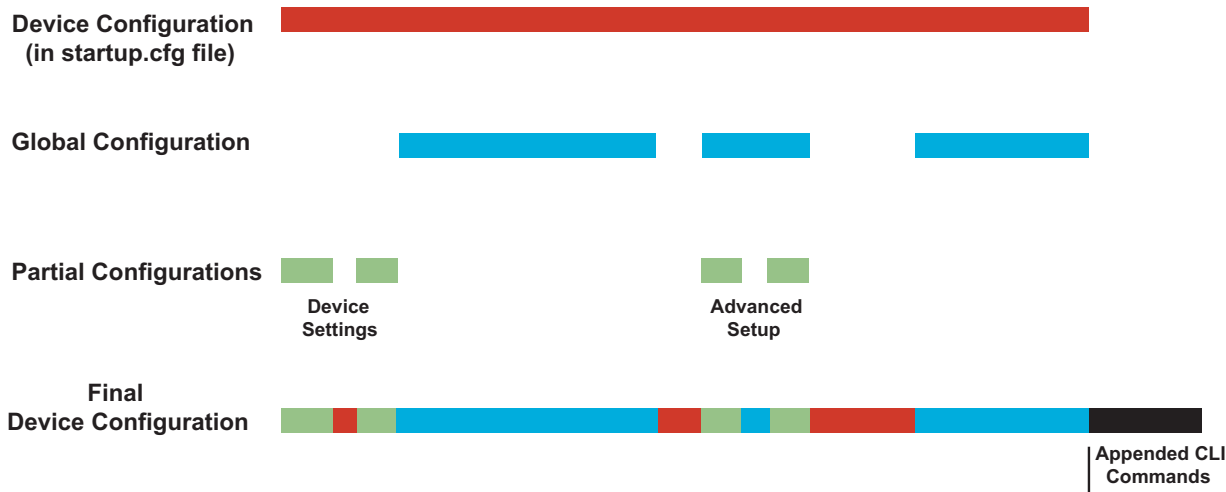 Device Configuration
(in startup.cfg file)
Global Configuration
Partial Configurations
Device
Settings
Advanced
Setup
Final
Device Configuration
Appended CLI
Commands